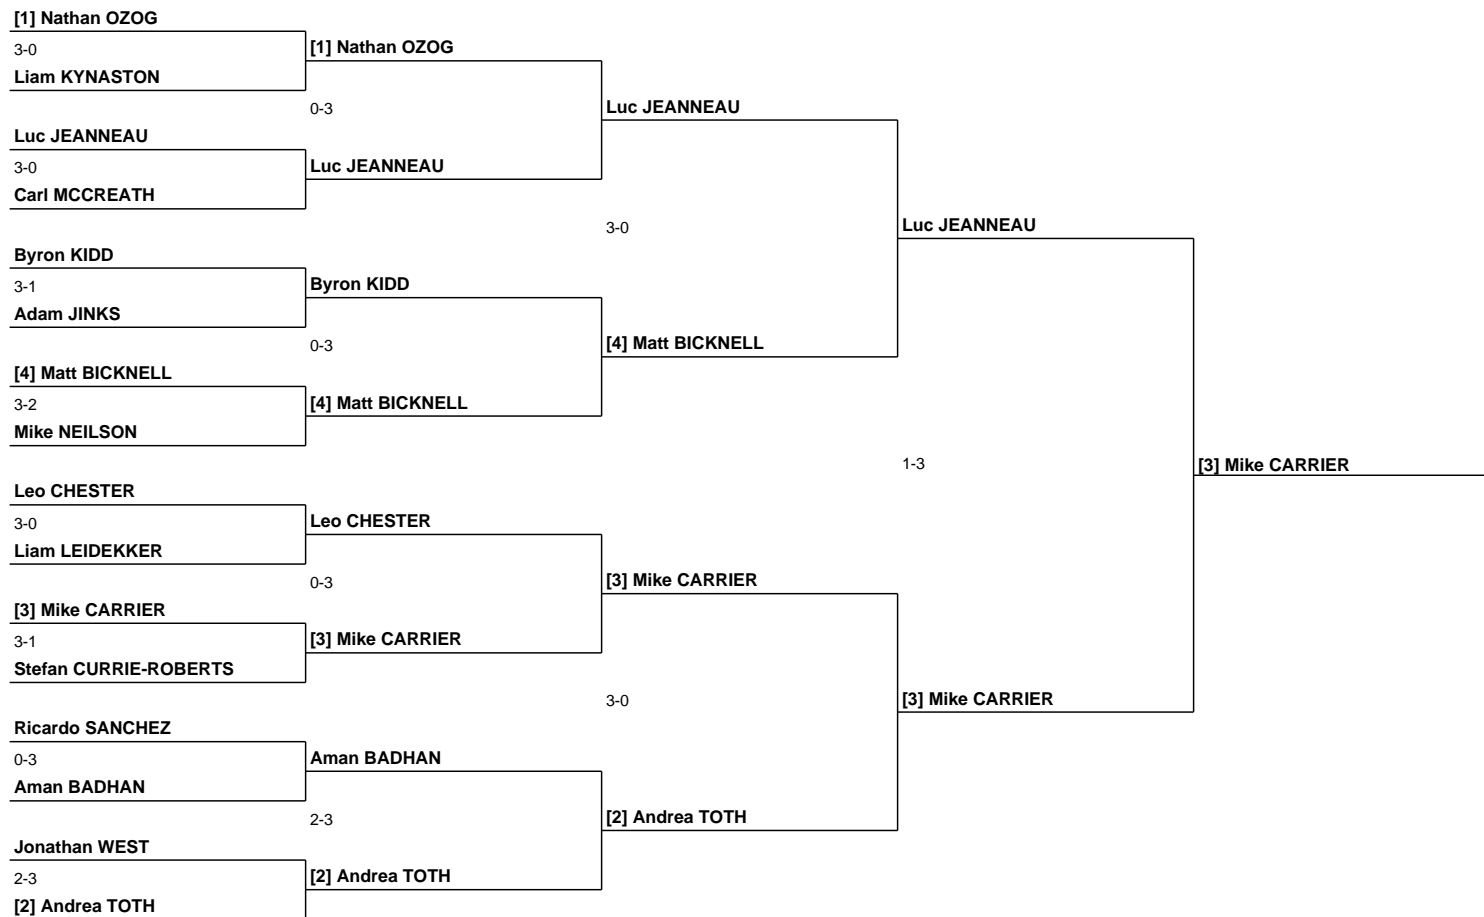 [1] Nathan OZOG
3-0
Liam KYNASTON
[1] Nathan OZOG
0-3
Luc JEANNEAU
3-0
Carl MCCREATH
Luc JEANNEAU
Luc JEANNEAU
3-0
Byron KIDD
3-1
Adam JINKS
Byron KIDD
0-3
[4] Matt BICKNELL
3-2
Mike NEILSON
[4] Matt BICKNELL
[4] Matt BICKNELL
Luc JEANNEAU
1-3
Leo CHESTER
3-0
Liam LEIDEKKER
Leo CHESTER
0-3
[3] Mike CARRIER
3-1
Stefan CURRIE-ROBERTS
[3] Mike CARRIER
[3] Mike CARRIER
3-0
Ricardo SANCHEZ
0-3
Aman BADHAN
Aman BADHAN
2-3
Jonathan WEST
2-3
[2] Andrea TOTH
[2] Andrea TOTH
[2] Andrea TOTH
[3] Mike CARRIER
[3] Mike CARRIER